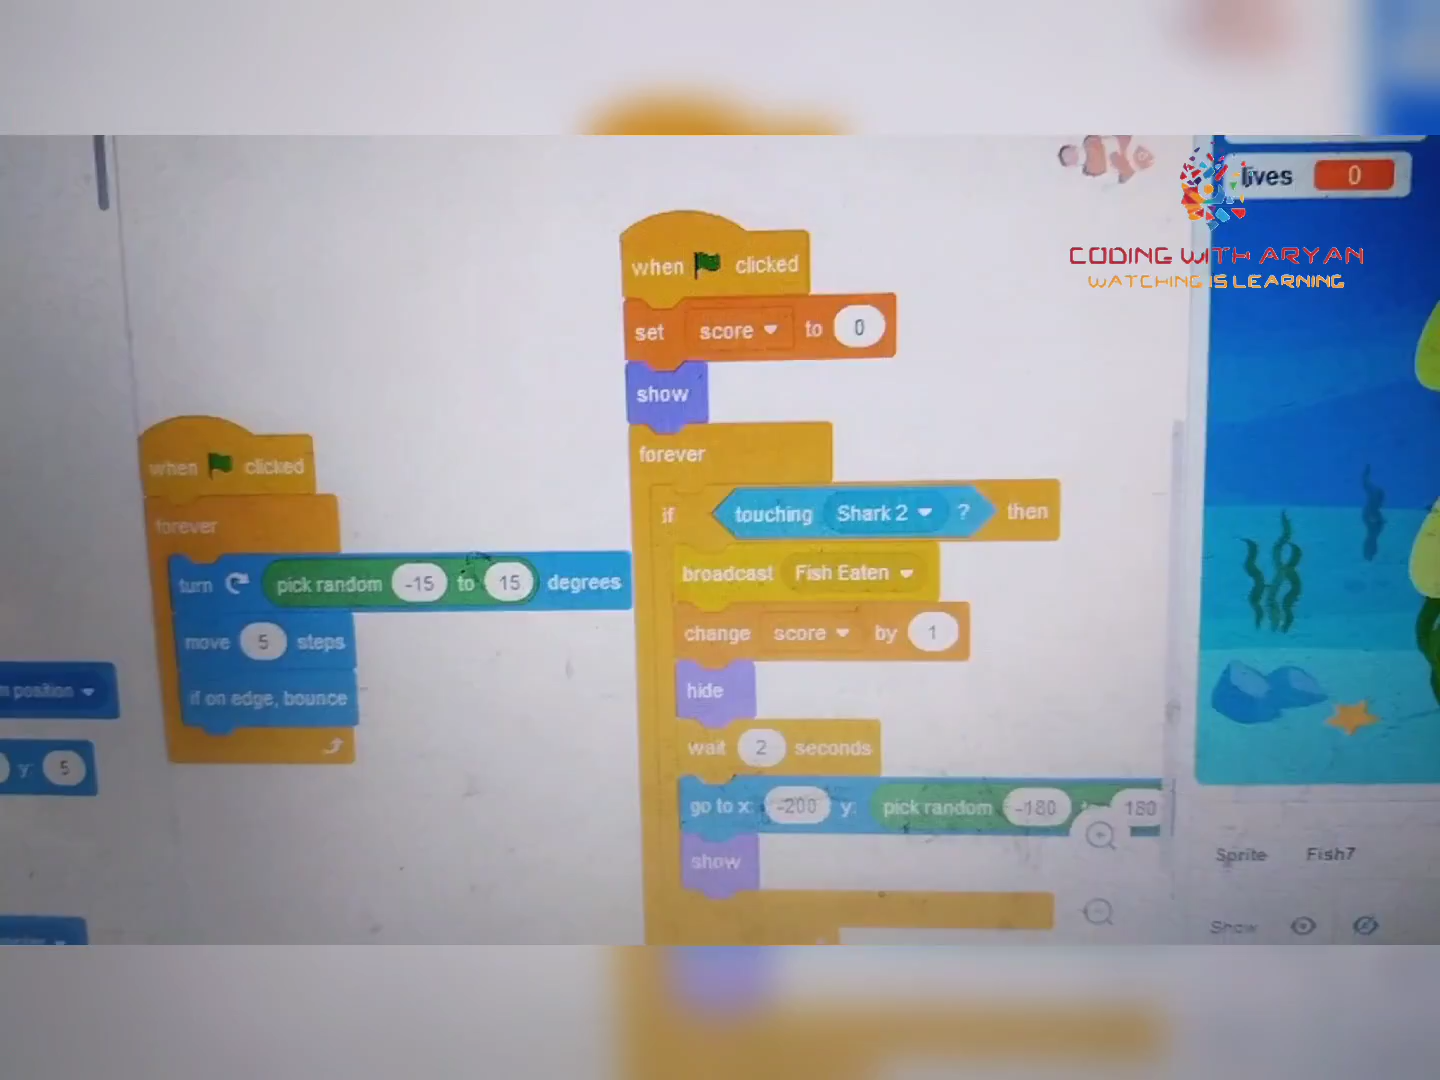 lives 0
CODING WITH ARYAN
WATCHING IS LEARNING
when clicked
set score to 0
show
forever
if touching Shark 2 ? then
broadcast Fish Eaten
change score by 1
hide
wait 2 seconds
go to x: -200 y: pick random -180 to 180
show
when clicked
forever
turn pick random -15 to 15 degrees
move 5 steps
if on edge, bounce
position
y: 5
Sprite Fish7
Show